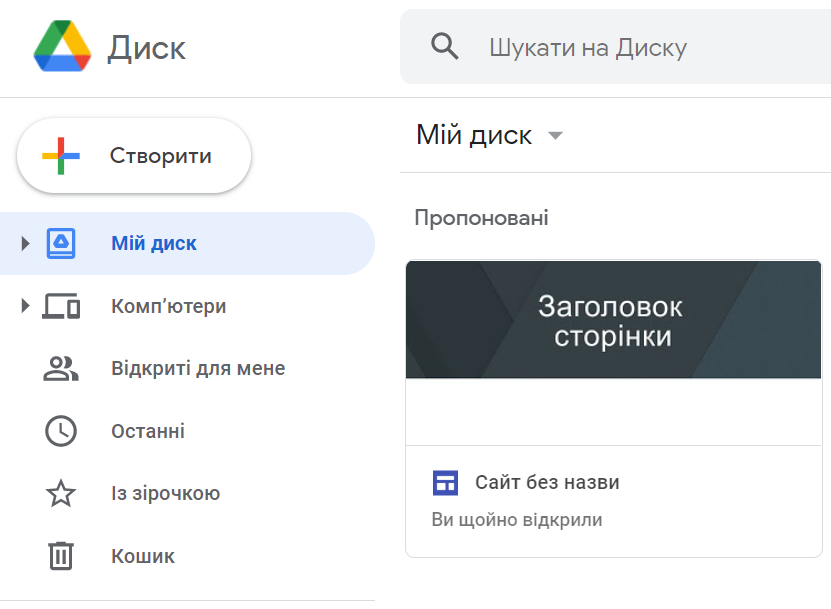 Диск
Шукати на Диску
Створити
Мій диск
Комп’ютери
Відкриті для мене
Останні
Із зірочкою
Кошик
Мій диск
Пропоновані
Заголовок
сторінки
Сайт без назви
Ви щойно відкрили